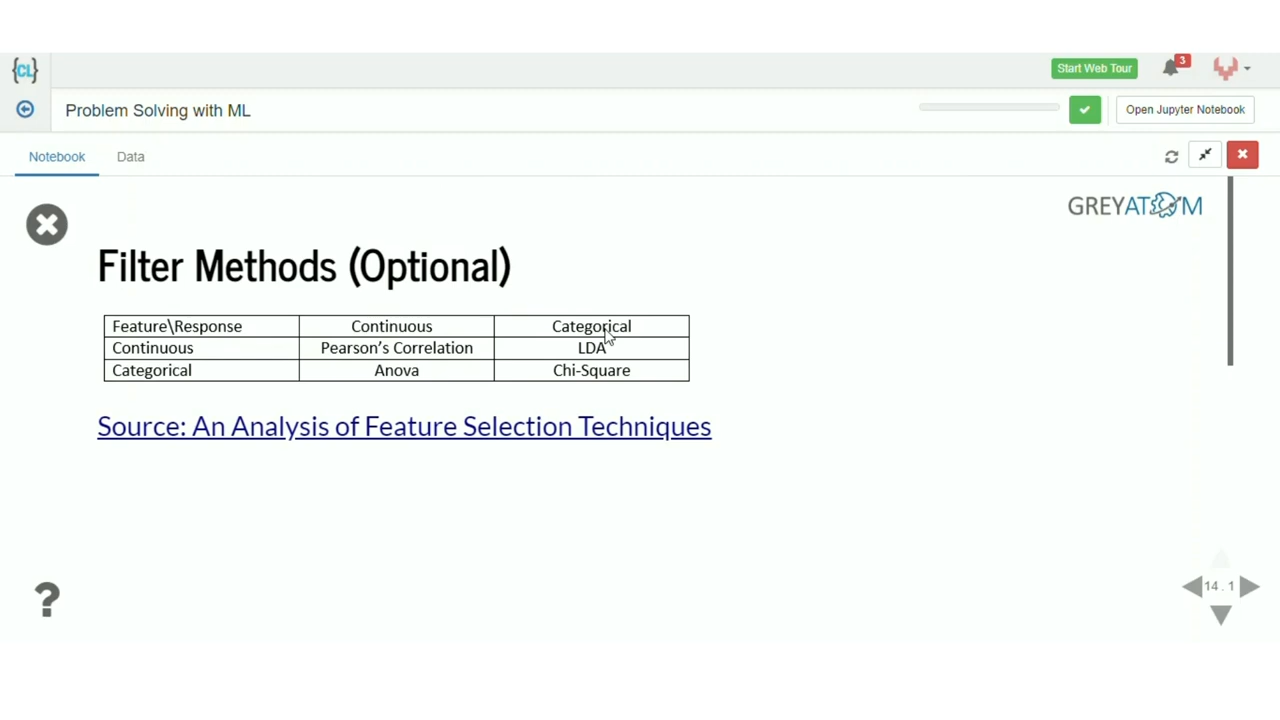 {CL}
Start Web Tour
3
Problem Solving with ML
Open Jupyter Notebook
Notebook Data
GREYATOM
Filter Methods (Optional)
Feature\Response Continuous Categorical
Continuous Pearson's Correlation LDA
Categorical Anova Chi-Square
Source: An Analysis of Feature Selection Techniques
?
14 . 1